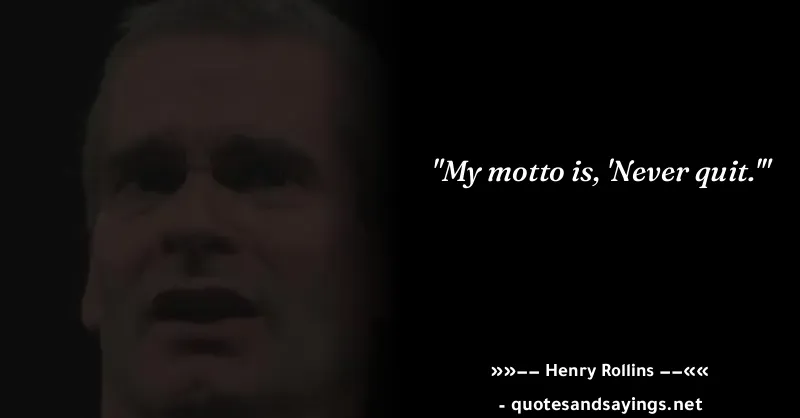 "My motto is, 'Never quit.'"
»»−− Henry Rollins −−««
- quotesandsayings.net